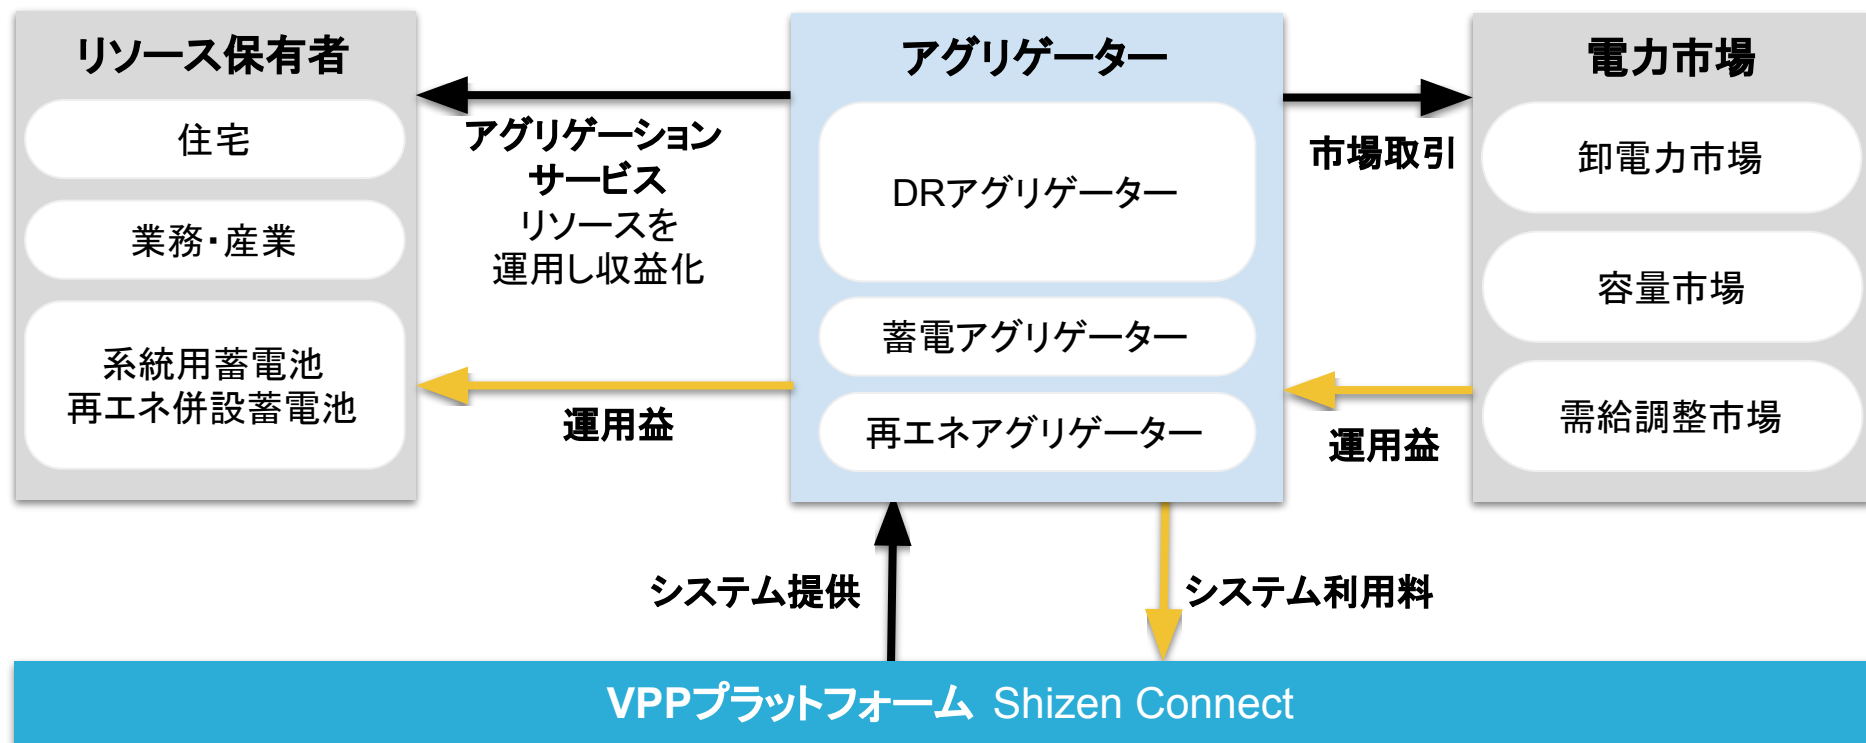 リソース保有者
住宅
業務・産業
系統用蓄電池
再エネ併設蓄電池
アグリゲーション
サービス
リソースを
運用し収益化
運用益
アグリゲーター
DRアグリゲーター
蓄電アグリゲーター
再エネアグリゲーター
市場取引
運用益
電力市場
卸電力市場
容量市場
需給調整市場
システム提供
システム利用料
VPPプラットフォーム Shizen Connect